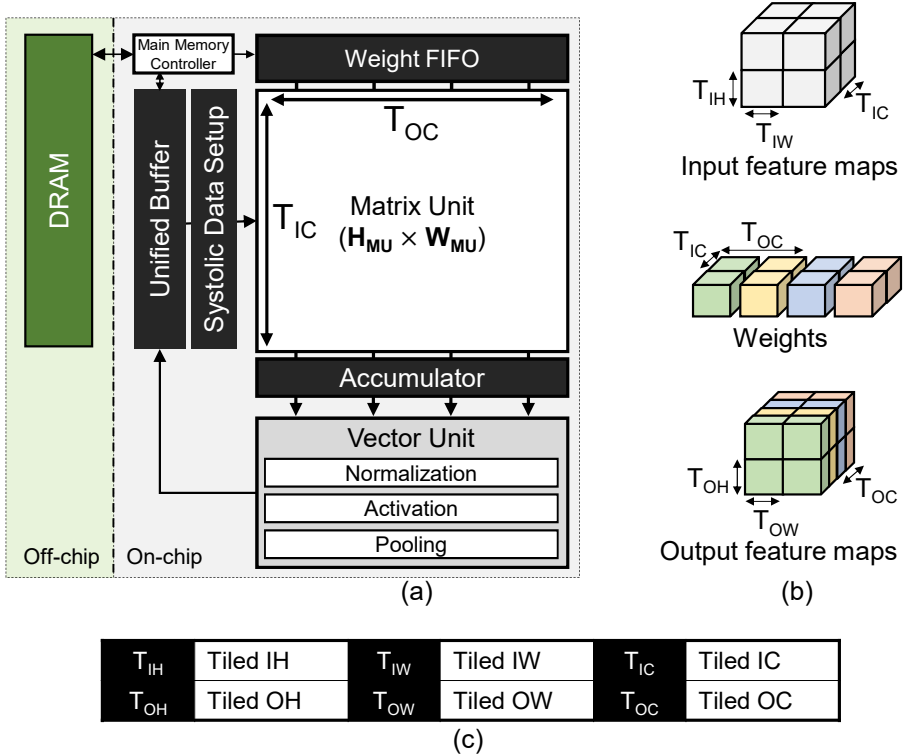 Main Memory
Controller
Weight FIFO
DRAM
Unified Buffer
Systolic Data Setup
T_OC
T_IC
Matrix Unit
(H_MU × W_MU)
Accumulator
Vector Unit
Normalization
Activation
Pooling
Off-chip
On-chip
(a)
T_IH
T_IW
T_IC
Input feature maps
T_IC
T_OC
Weights
T_OH
T_OW
T_OC
Output feature maps
(b)
T_IH Tiled IH T_IW Tiled IW T_IC Tiled IC
T_OH Tiled OH T_OW Tiled OW T_OC Tiled OC
(c)